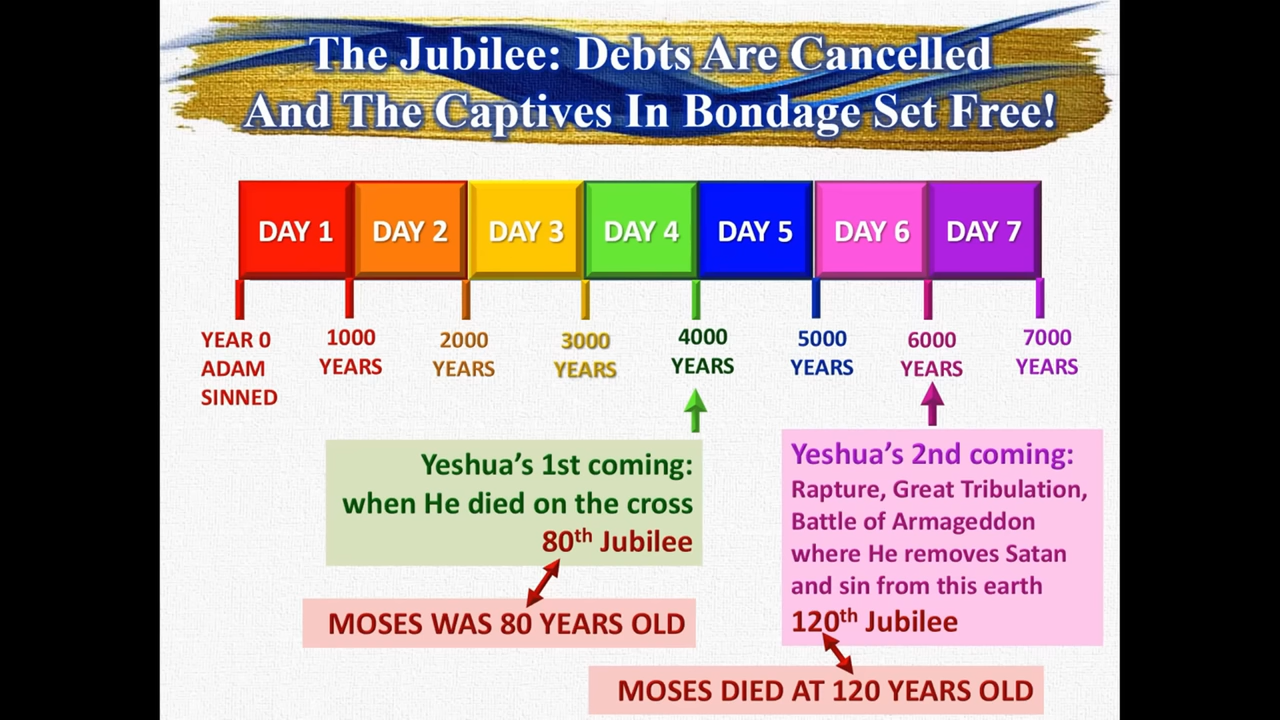 The Jubilee: Debts Are Cancelled
And The Captives In Bondage Set Free!
DAY 1
DAY 2
DAY 3
DAY 4
DAY 5
DAY 6
DAY 7
YEAR 0
ADAM
SINNED
1000
YEARS
2000
YEARS
3000
YEARS
4000
YEARS
5000
YEARS
6000
YEARS
7000
YEARS
Yeshua's 1st coming:
when He died on the cross
80th Jubilee
MOSES WAS 80 YEARS OLD
Yeshua's 2nd coming:
Rapture, Great Tribulation,
Battle of Armageddon
where He removes Satan
and sin from this earth
120th Jubilee
MOSES DIED AT 120 YEARS OLD